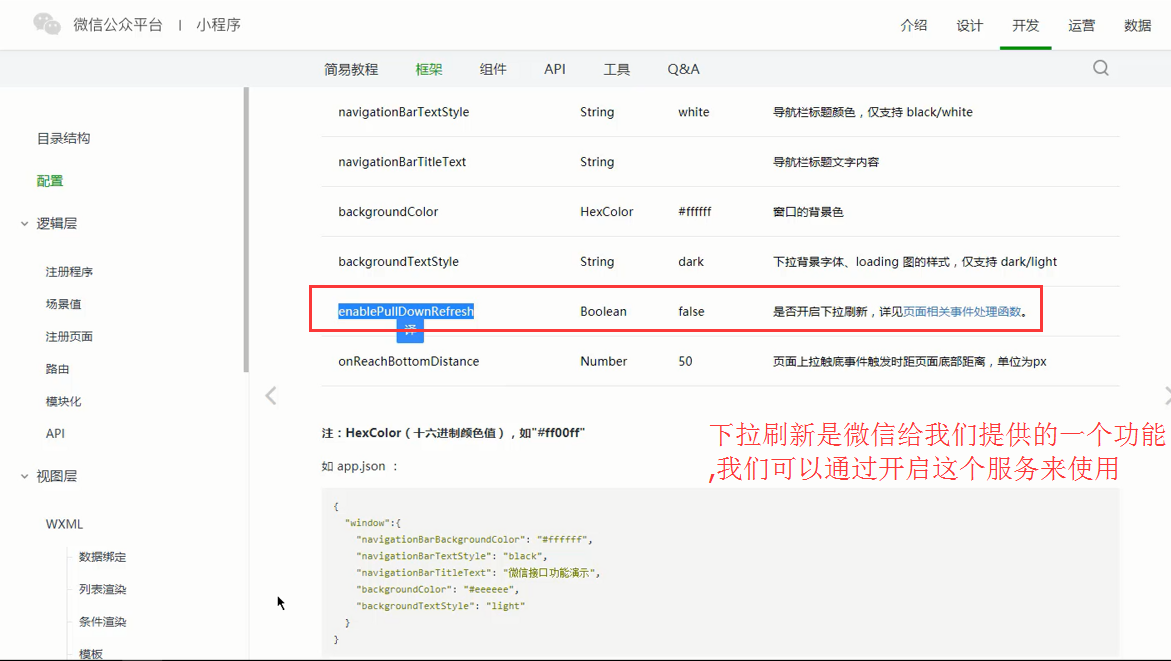 微信公众平台 | 小程序
介绍 设计 开发 运营 数据
简易教程 框架 组件 API 工具 Q&A
目录结构
配置
逻辑层
注册程序
场景值
注册页面
路由
模块化
API
视图层
WXML
数据绑定
列表渲染
条件渲染
模板
navigationBarTextStyle String white 导航栏标题颜色，仅支持 black/white
navigationBarTitleText String 导航栏标题文字内容
backgroundColor HexColor #ffffff 窗口的背景色
backgroundTextStyle String dark 下拉背景字体、loading 图的样式，仅支持 dark/light
enablePullDownRefresh Boolean false 是否开启下拉刷新，详见页面相关事件处理函数。
译
onReachBottomDistance Number 50 页面上拉触底事件触发时距页面底部距离，单位为px
注：HexColor（十六进制颜色值），如"#ff00ff"
下拉刷新是微信给我们提供的一个功能
,我们可以通过开启这个服务来使用
如 app.json ：
{
"window":{
"navigationBarBackgroundColor": "#ffffff",
"navigationBarTextStyle": "black",
"navigationBarTitleText": "微信接口功能演示",
"backgroundColor": "#eeeeee",
"backgroundTextStyle": "light"
}
}